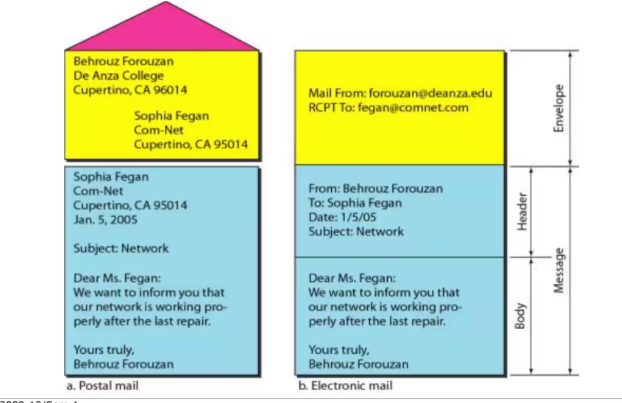 Behrouz Forouzan
De Anza College
Cupertino, CA 96014
Sophia Fegan
Com-Net
Cupertino, CA 95014
Sophia Fegan
Com-Net
Cupertino, CA 95014
Jan. 5, 2005
Subject: Network
Dear Ms. Fegan:
We want to inform you that
our network is working pro-
perly after the last repair.
Yours truly,
Behrouz Forouzan
a. Postal mail
Mail From: forouzan@deanza.edu
RCPT To: fegan@comnet.com
From: Behrouz Forouzan
To: Sophia Fegan
Date: 1/5/05
Subject: Network
Dear Ms. Fegan:
We want to inform you that
our network is working pro-
perly after the last repair.
Yours truly,
Behrouz Forouzan
b. Electronic mail
Envelope
Header
Message
Body